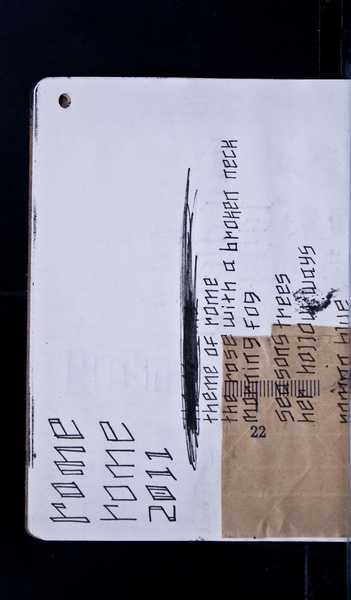 rome
rome
2011
theme of rome
the rose with a broken neck
morning fog
seasons trees
her hollow ways
blue
22